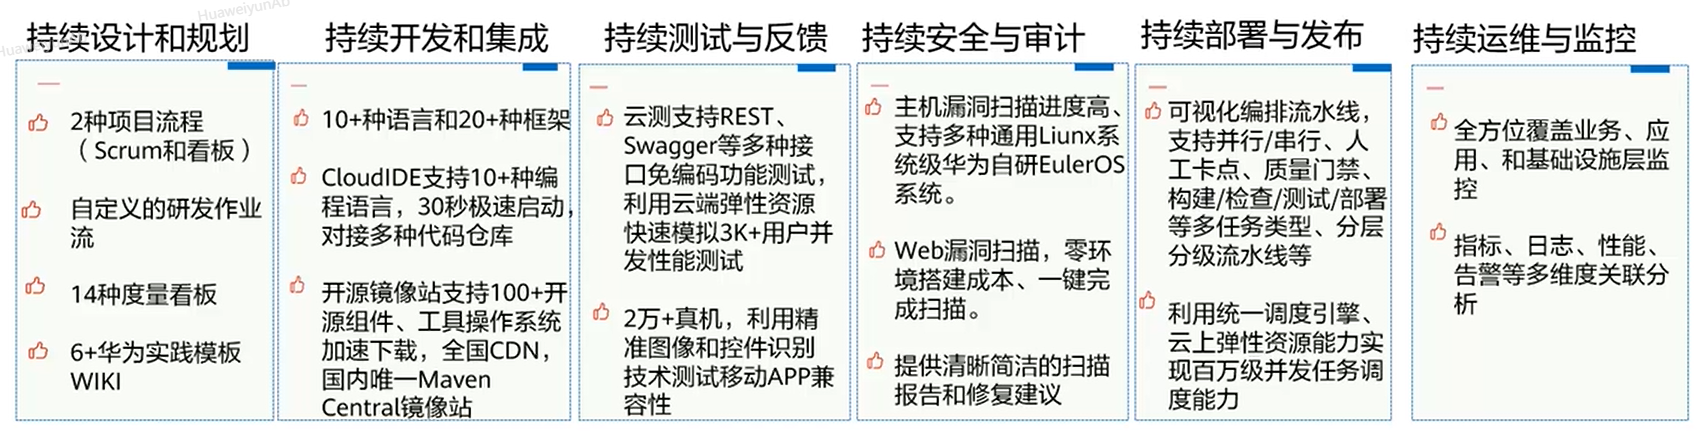 HuaweiyunAb
持续设计和规划
2种项目流程
（Scrum和看板）
自定义的研发作业
流
14种度量看板
6+华为实践模板
WIKI
持续开发和集成
10+种语言和20+种框架
CloudIDE支持10+种编
程语言，30秒极速启动，
对接多种代码仓库
开源镜像站支持100+开
源组件、工具操作系统
加速下载，全国CDN，
国内唯一Maven
Central镜像站
持续测试与反馈
云测支持REST、
Swagger等多种接
口免编码功能测试，
利用云端弹性资源
快速模拟3K+用户并
发性能测试
2万+真机，利用精
准图像和控件识别
技术测试移动APP兼
容性
持续安全与审计
主机漏洞扫描进度高、
支持多种通用Liunx系
统级华为自研EulerOS
系统。
Web漏洞扫描，零环
境搭建成本、一键完
成扫描。
提供清晰简洁的扫描
报告和修复建议
持续部署与发布
可视化编排流水线，
支持并行/串行、人
工卡点、质量门禁、
构建/检查/测试/部署
等多任务类型、分层
分级流水线等
利用统一调度引擎、
云上弹性资源能力实
现百万级并发任务调
度能力
持续运维与监控
全方位覆盖业务、应
用、和基础设施层监
控
指标、日志、性能、
告警等多维度关联分
析